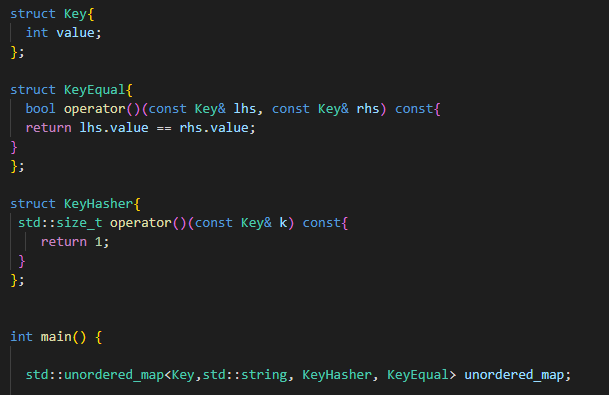 struct Key{
int value;
};
struct KeyEqual{
bool operator()(const Key& lhs, const Key& rhs) const{
return lhs.value == rhs.value;
}
};
struct KeyHasher{
std::size_t operator()(const Key& k) const{
return 1;
}
};
int main() {
std::unordered_map<Key,std::string, KeyHasher, KeyEqual> unordered_map;